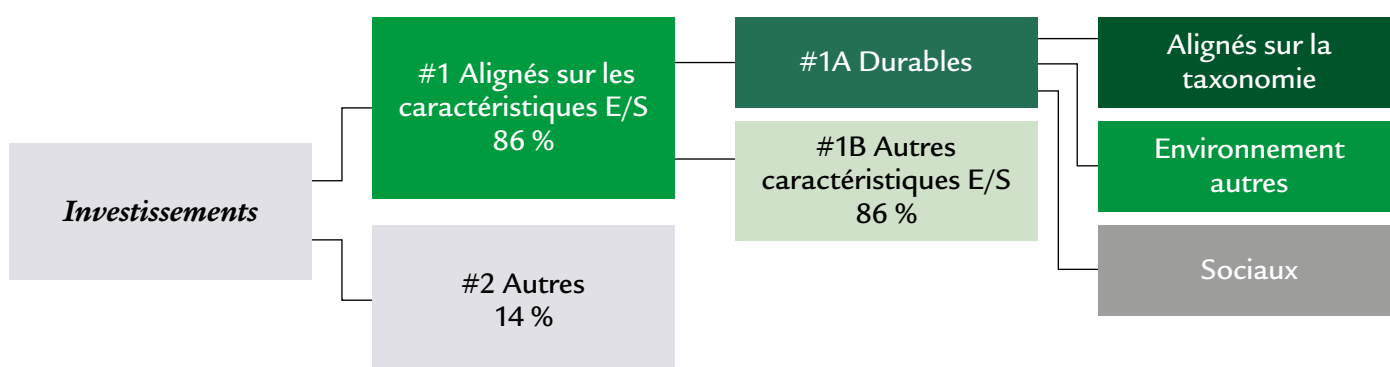 Investissements
#1 Alignés sur les
caractéristiques E/S
86 %
#2 Autres
14 %
#1A Durables
#1B Autres
caractéristiques E/S
86 %
Alignés sur la
taxonomie
Environnement
autres
Sociaux